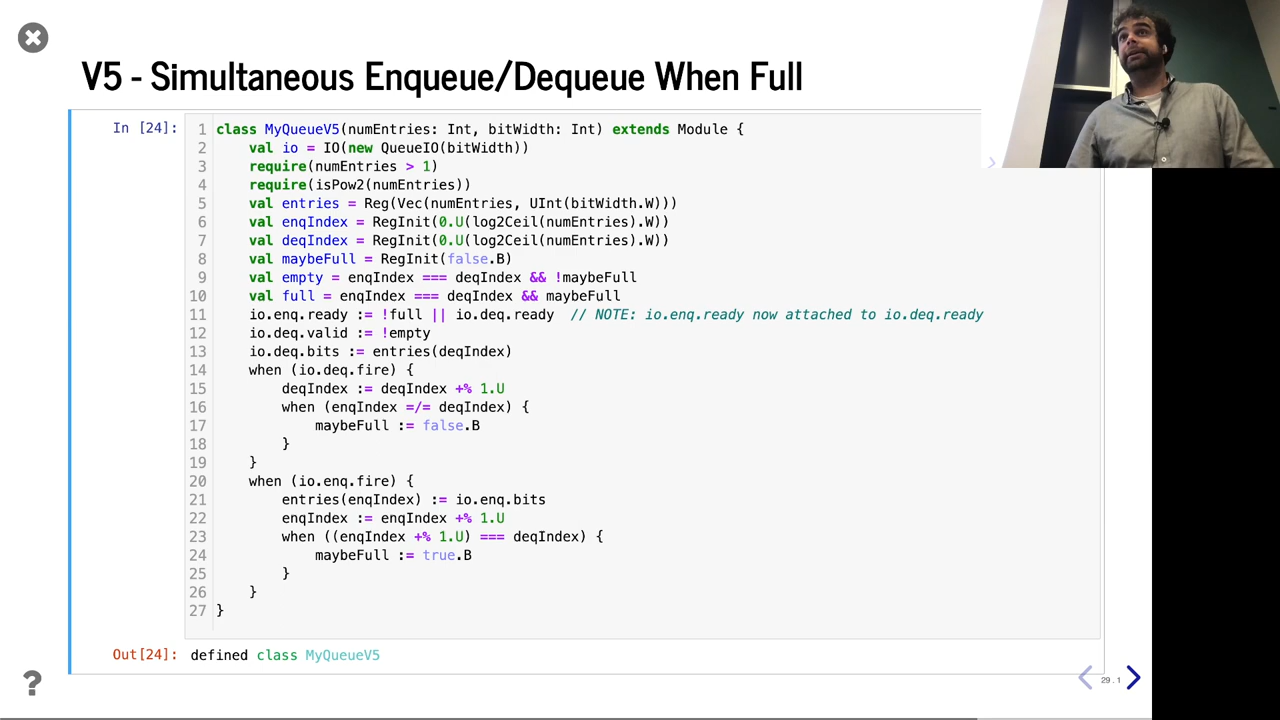 V5 - Simultaneous Enqueue/Dequeue When Full
In [24]:
1 class MyQueueV5(numEntries: Int, bitWidth: Int) extends Module {
2     val io = IO(new QueueIO(bitWidth))
3     require(numEntries > 1)
4     require(isPow2(numEntries))
5     val entries = Reg(Vec(numEntries, UInt(bitWidth.W)))
6     val enqIndex = RegInit(0.U(log2Ceil(numEntries).W))
7     val deqIndex = RegInit(0.U(log2Ceil(numEntries).W))
8     val maybeFull = RegInit(false.B)
9     val empty = enqIndex === deqIndex && !maybeFull
10     val full = enqIndex === deqIndex && maybeFull
11     io.enq.ready := !full || io.deq.ready  // NOTE: io.enq.ready now attached to io.deq.ready
12     io.deq.valid := !empty
13     io.deq.bits := entries(deqIndex)
14     when (io.deq.fire) {
15         deqIndex := deqIndex +% 1.U
16         when (enqIndex =/= deqIndex) {
17             maybeFull := false.B
18         }
19     }
20     when (io.enq.fire) {
21         entries(enqIndex) := io.enq.bits
22         enqIndex := enqIndex +% 1.U
23         when ((enqIndex +% 1.U) === deqIndex) {
24             maybeFull := true.B
25         }
26     }
27 }
Out[24]: defined class MyQueueV5
?
29.1